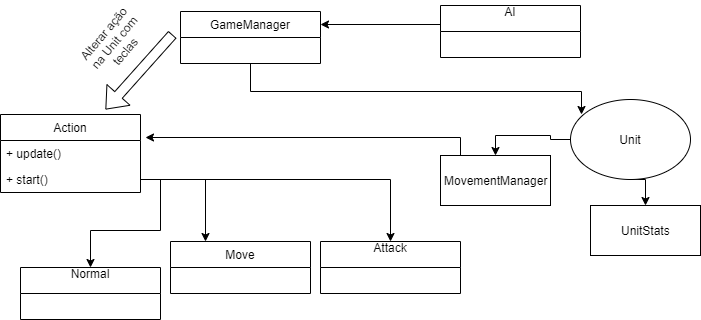 Alterar ação
na Unit com
teclas
GameManager
AI
Action
+ update()
+ start()
Unit
MovementManager
UnitStats
Normal
Move
Attack